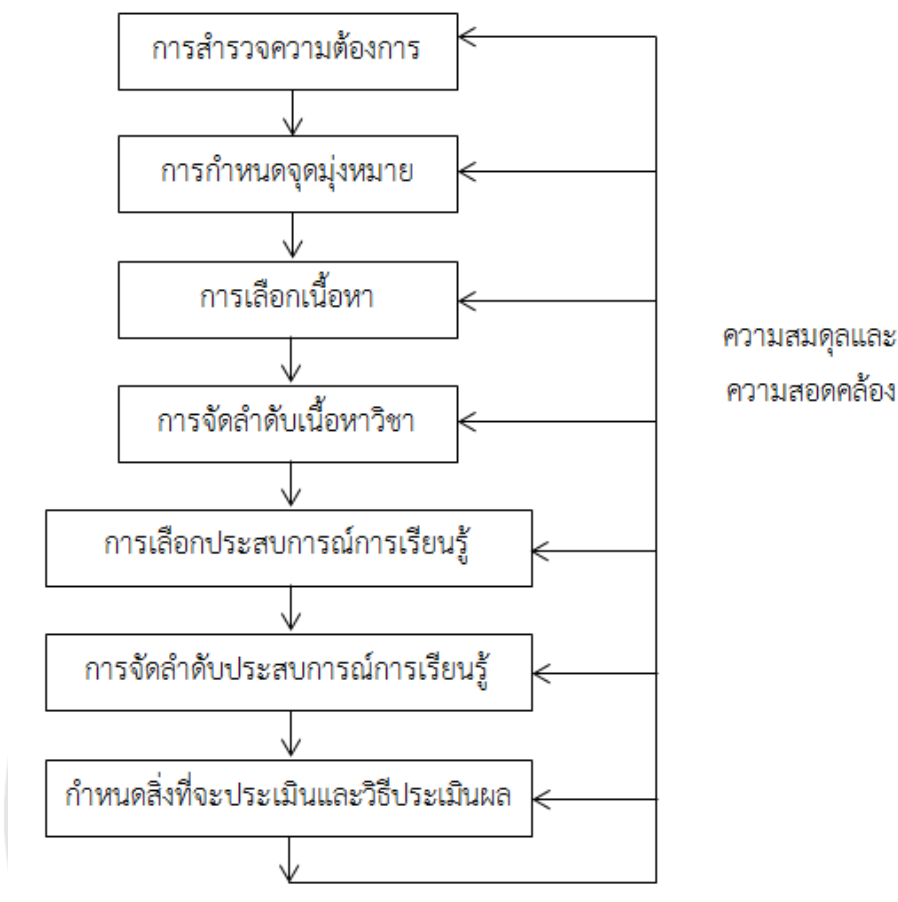 การสำรวจความต้องการ
การกำหนดจุดมุ่งหมาย
การเลือกเนื้อหา
การจัดลำดับเนื้อหาวิชา
การเลือกประสบการณ์การเรียนรู้
การจัดลำดับประสบการณ์การเรียนรู้
กำหนดสิ่งที่จะประเมินและวิธีประเมินผล
ความสมดุลและ
ความสอดคล้อง